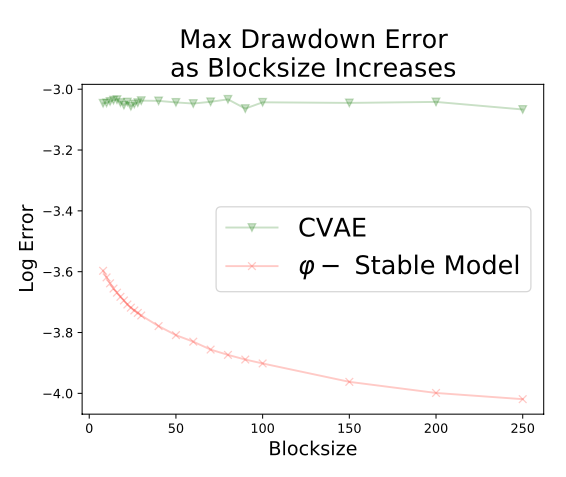 Max Drawdown Error
as Blocksize Increases
Log Error
−3.0
−3.2
−3.4
−3.6
−3.8
−4.0
CVAE
φ − Stable Model
0
50
100
150
200
250
Blocksize